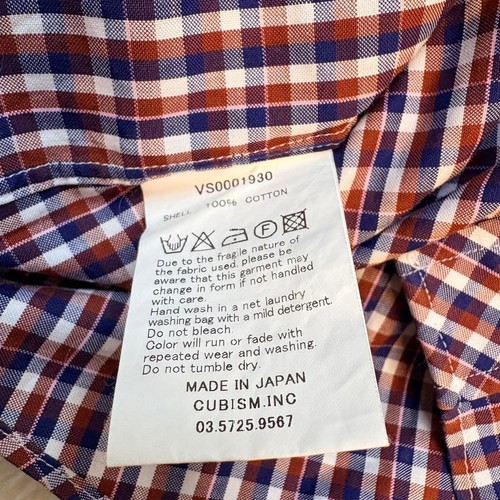 VS0001930
SHELL 100% COTTON
Due to the fragile nature of
the fabric used, please be
aware that this garment may
change in form if not handled
with care.
Hand wash in a net laundry
washing bag with a mild detergent.
Do not bleach.
Color will run or fade with
repeated wear and washing.
Do not tumble dry.
MADE IN JAPAN
CUBISM.INC
03.5725.9567